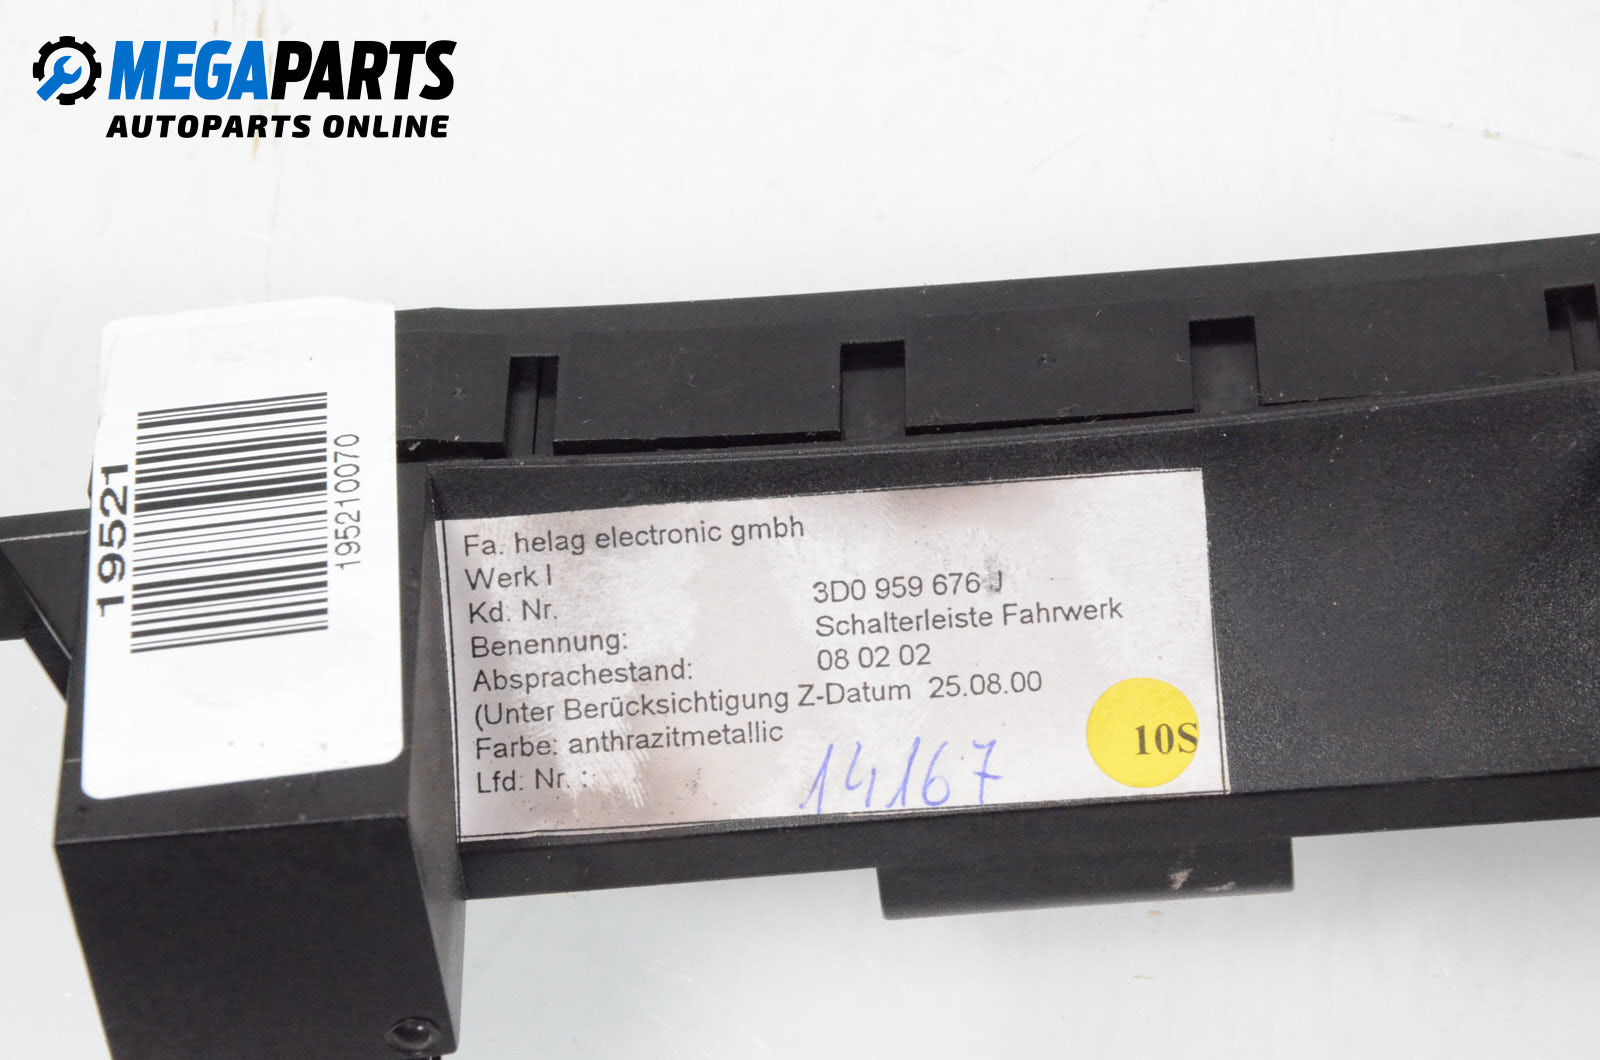 MEGAPARTS
AUTOPARTS ONLINE
19521
195210070
Fa. helag electronic gmbh
Werk I
Kd. Nr. 3D0 959 676 J
Benennung: Schalterleiste Fahrwerk
Absprachestand: 08 02 02
(Unter Berücksichtigung Z-Datum 25.08.00
Farbe: anthrazitmetallic
Lfd. Nr. :
14167
10S